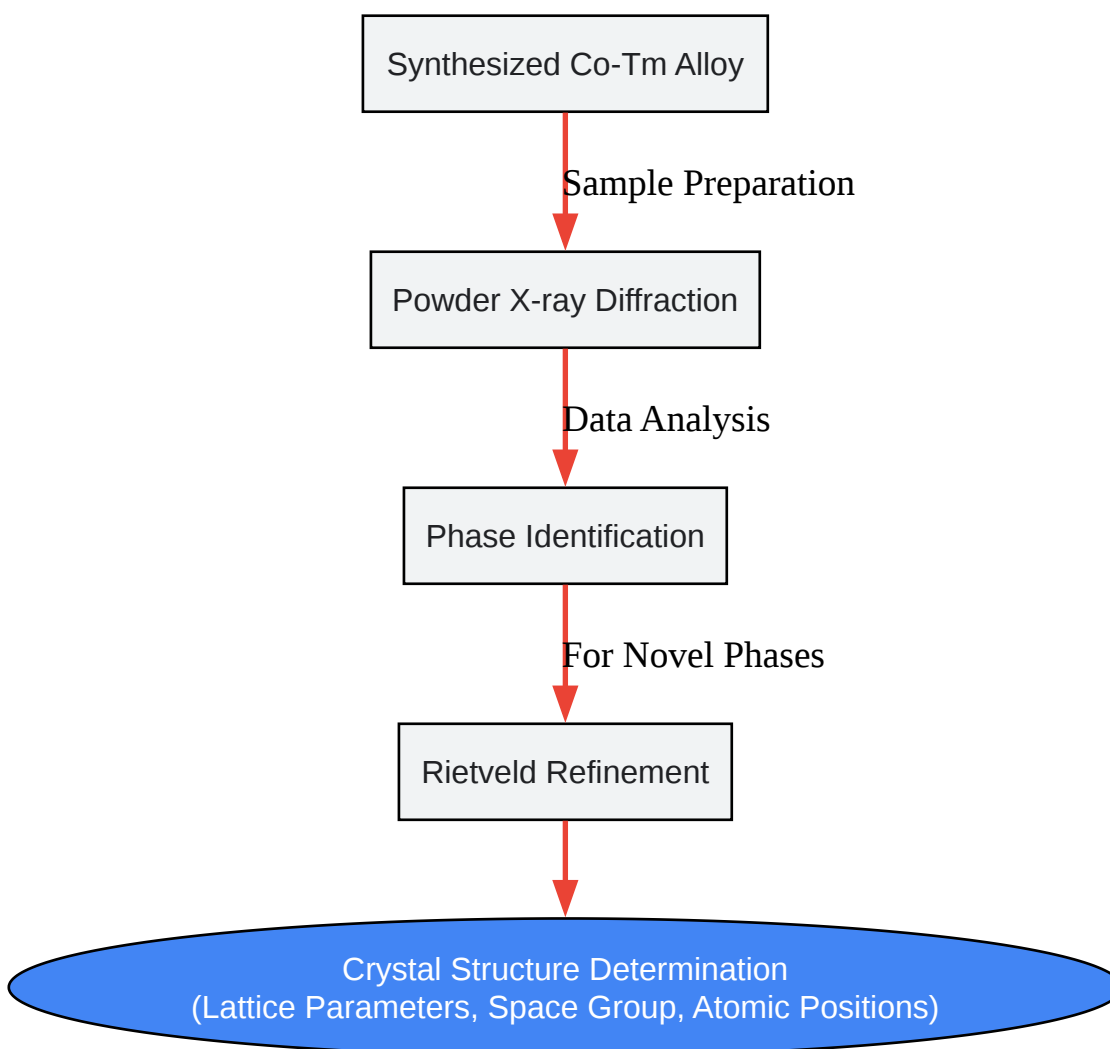 Synthesized Co-Tm Alloy
Sample Preparation
Powder X-ray Diffraction
Data Analysis
Phase Identification
For Novel Phases
Rietveld Refinement
Crystal Structure Determination
(Lattice Parameters, Space Group, Atomic Positions)